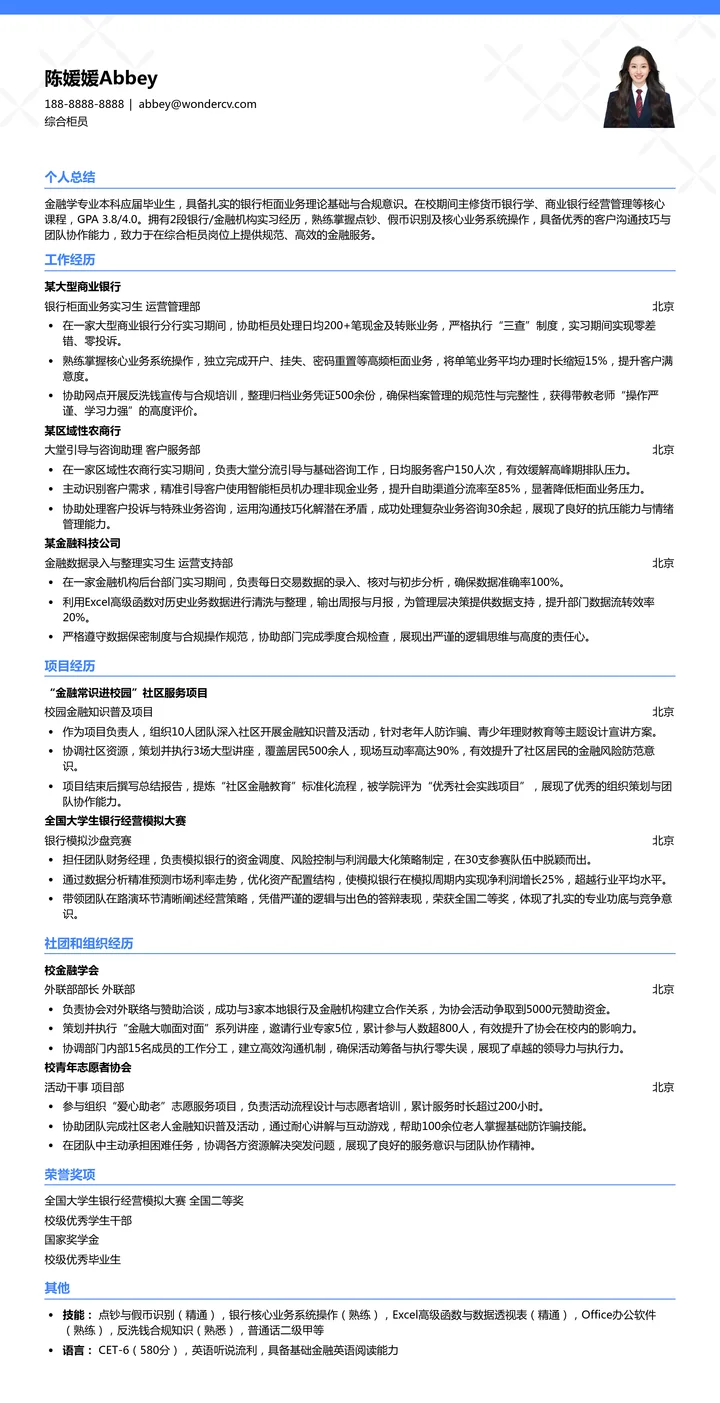 陈媛媛Abbey
188-8888-8888 | abbey@wondercv.com
综合柜员
个人总结
金融学专业本科应届毕业生，具备扎实的银行柜面业务理论基础与合规意识。在校期间主修货币银行学、商业银行经营管理等核心
课程，GPA 3.8/4.0。拥有2段银行/金融机构实习经历，熟练掌握点钞、假币识别及核心业务系统操作，具备优秀的客户沟通技巧与
团队协作能力，致力于在综合柜员岗位上提供规范、高效的金融服务。
工作经历
某大型商业银行
银行柜面业务实习生 运营管理部 北京
• 在一家大型商业银行分行实习期间，协助柜员处理日均200+笔现金及转账业务，严格执行“三查”制度，实习期间实现零差
错、零投诉。
• 熟练掌握核心业务系统操作，独立完成开户、挂失、密码重置等高频柜面业务，将单笔业务平均办理时长缩短15%，提升客户满
意度。
• 协助网点开展反洗钱宣传与合规培训，整理归档业务凭证500余份，确保档案管理的规范性与完整性，获得带教老师“操作严
谨、学习力强”的高度评价。
某区域性农商行
大堂引导与咨询助理 客户服务部 北京
• 在一家区域性农商行实习期间，负责大堂分流引导与基础咨询工作，日均服务客户150人次，有效缓解高峰期排队压力。
• 主动识别客户需求，精准引导客户使用智能柜员机办理非现金业务，提升自助渠道分流率至85%，显著降低柜面业务压力。
• 协助处理客户投诉与特殊业务咨询，运用沟通技巧化解潜在矛盾，成功处理复杂业务咨询30余起，展现了良好的抗压能力与情绪
管理能力。
某金融科技公司
金融数据录入与整理实习生 运营支持部 北京
• 在一家金融机构后台部门实习期间，负责每日交易数据的录入、核对与初步分析，确保数据准确率100%。
• 利用Excel高级函数对历史业务数据进行清洗与整理，输出周报与月报，为管理层决策提供数据支持，提升部门数据流转效率
20%。
• 严格遵守数据保密制度与合规操作规范，协助部门完成季度合规检查，展现出严谨的逻辑思维与高度的责任心。
项目经历
“金融常识进校园”社区服务项目
校园金融知识普及项目 北京
• 作为项目负责人，组织10人团队深入社区开展金融知识普及活动，针对老年人防诈骗、青少年理财教育等主题设计宣讲方案。
• 协调社区资源，策划并执行3场大型讲座，覆盖居民500余人，现场互动率高达90%，有效提升了社区居民的金融风险防范意
识。
• 项目结束后撰写总结报告，提炼“社区金融教育”标准化流程，被学院评为“优秀社会实践项目”，展现了优秀的组织策划与团
队协作能力。
全国大学生银行经营模拟大赛
银行模拟沙盘竞赛 北京
• 担任团队财务经理，负责模拟银行的资金调度、风险控制与利润最大化策略制定，在30支参赛队伍中脱颖而出。
• 通过数据分析精准预测市场利率走势，优化资产配置结构，使模拟银行在模拟周期内实现净利润增长25%，超越行业平均水平。
• 带领团队在路演环节清晰阐述经营策略，凭借严谨的逻辑与出色的答辩表现，荣获全国二等奖，体现了扎实的专业功底与竞争意
识。
社团和组织经历
校金融学会
外联部部长 外联部 北京
• 负责协会对外联络与赞助洽谈，成功与3家本地银行及金融机构建立合作关系，为协会活动争取到5000元赞助资金。
• 策划并执行“金融大咖面对面”系列讲座，邀请行业专家5位，累计参与人数超800人，有效提升了协会在校内的影响力。
• 协调部门内部15名成员的工作分工，建立高效沟通机制，确保活动筹备与执行零失误，展现了卓越的领导力与执行力。
校青年志愿者协会
活动干事 项目部 北京
• 参与组织“爱心助老”志愿服务项目，负责活动流程设计与志愿者培训，累计服务时长超过200小时。
• 协助团队完成社区老人金融知识普及活动，通过耐心讲解与互动游戏，帮助100余位老人掌握基础防诈骗技能。
• 在团队中主动承担困难任务，协调各方资源解决突发问题，展现了良好的服务意识与团队协作精神。
荣誉奖项
全国大学生银行经营模拟大赛 全国二等奖
校级优秀学生干部
国家奖学金
校级优秀毕业生
其他
• 技能： 点钞与假币识别（精通），银行核心业务系统操作（熟练），Excel高级函数与数据透视表（精通），Office办公软件
（熟练），反洗钱合规知识（熟悉），普通话二级甲等
• 语言： CET-6（580分），英语听说流利，具备基础金融英语阅读能力